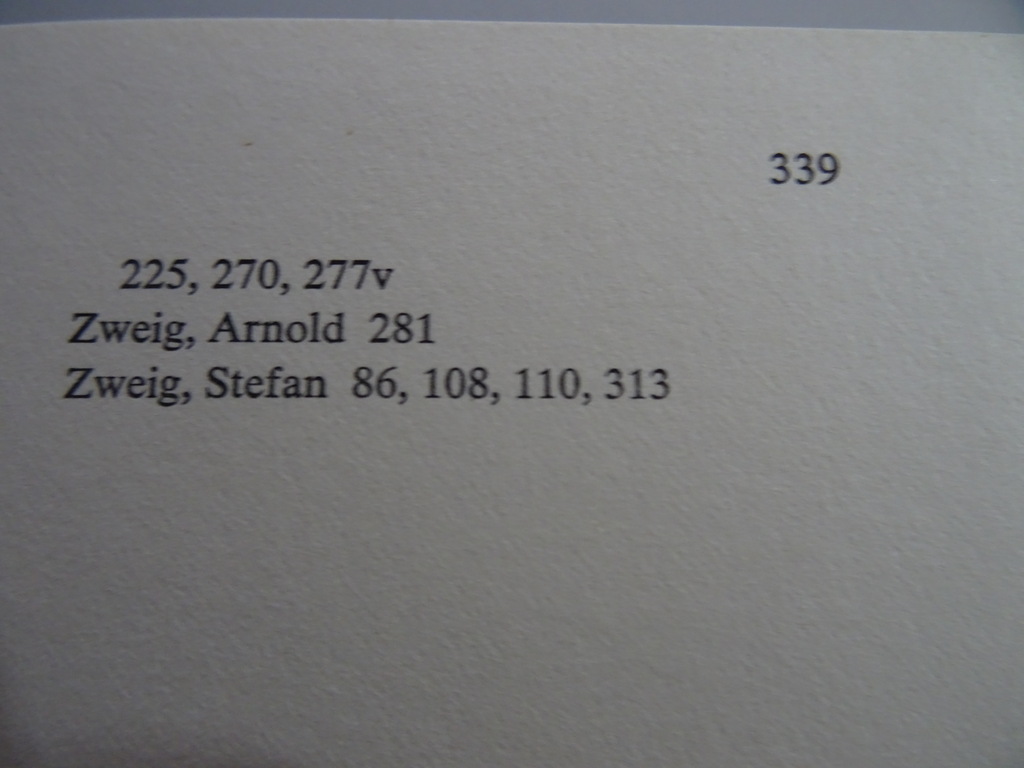 339
225, 270, 277v
Zweig, Arnold 281
Zweig, Stefan 86, 108, 110, 313